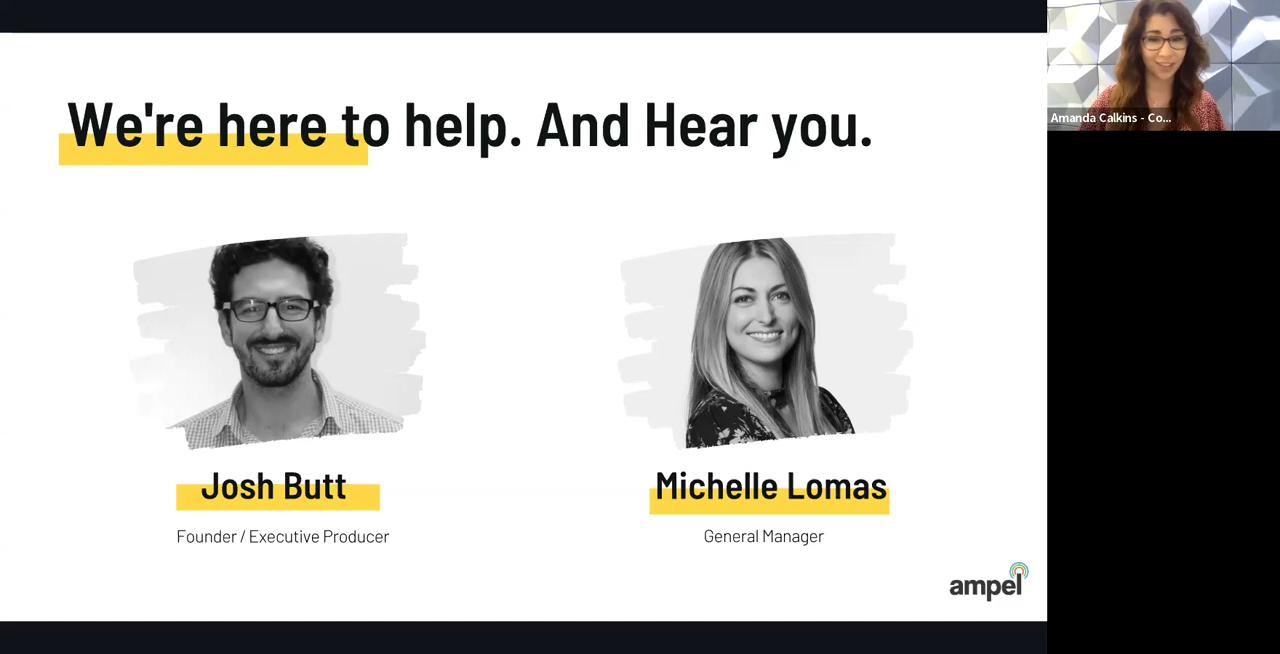 We're here to help. And Hear you.
Amanda Calkins - Co...
Josh Butt
Founder / Executive Producer
Michelle Lomas
General Manager
ampel